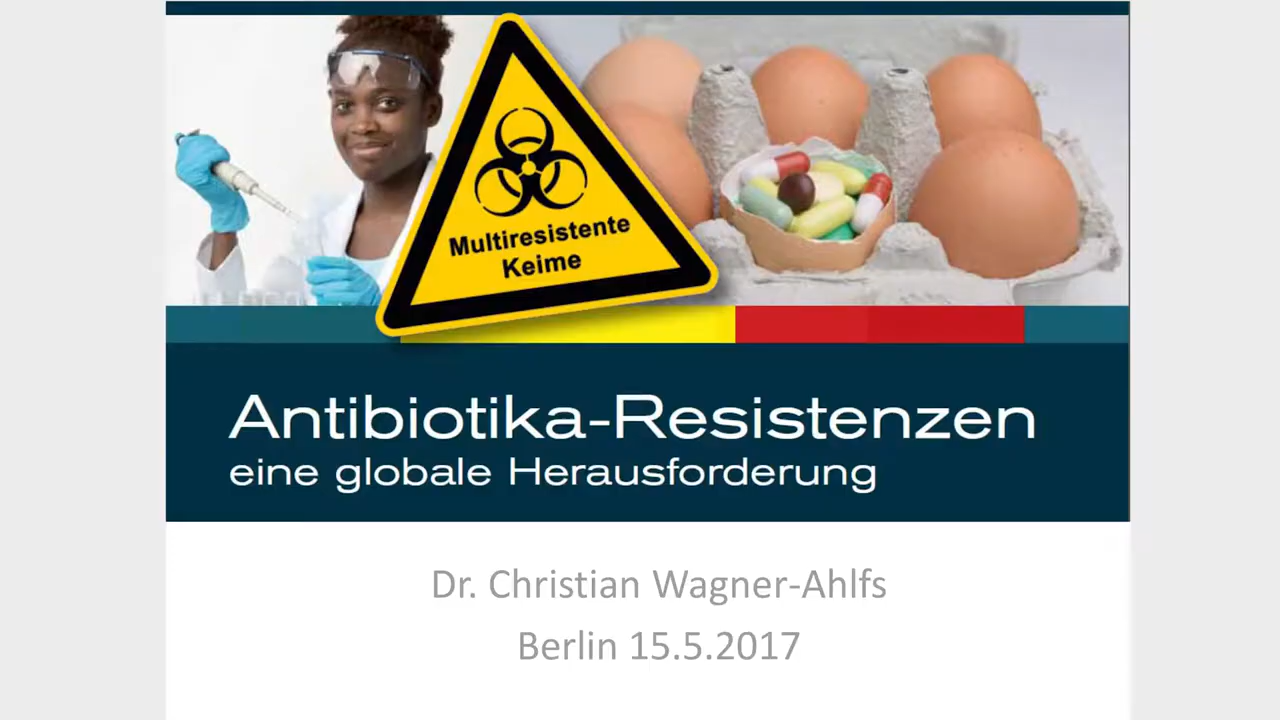 Multiresistente
Keime
Antibiotika-Resistenzen
eine globale Herausforderung
Dr. Christian Wagner-Ahlfs
Berlin 15.5.2017